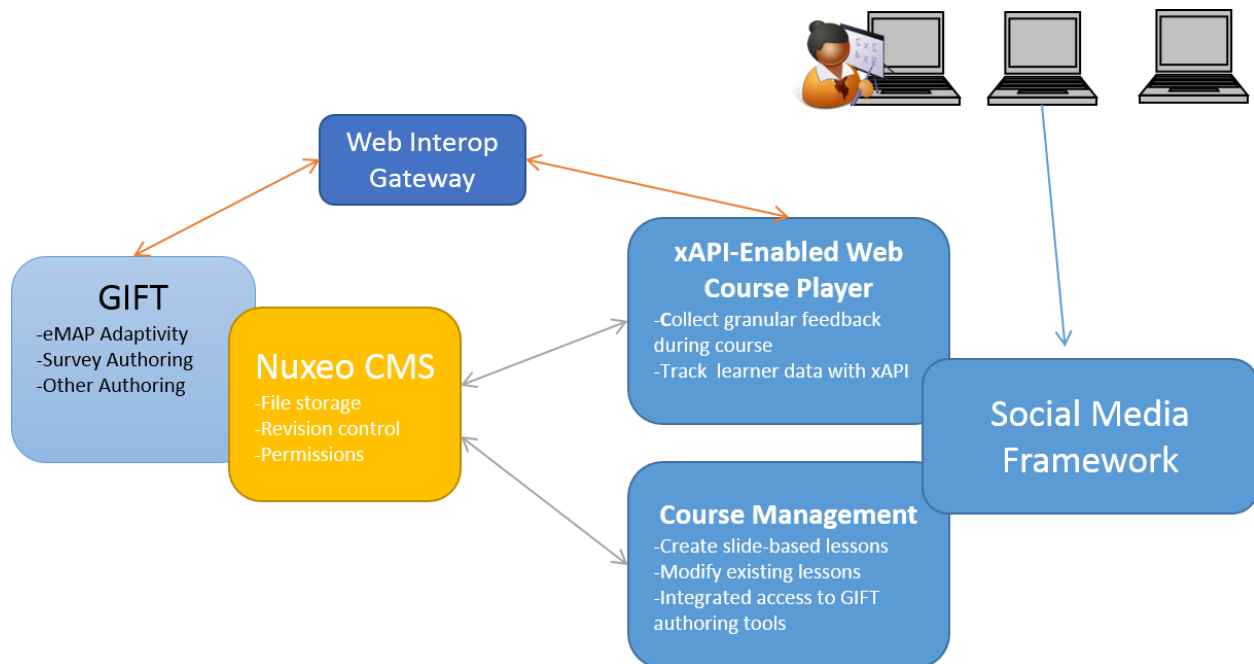 2 x 2
Web Interop
Gateway
GIFT
-eMAP Adaptivity
-Survey Authoring
-Other Authoring
Nuxeo CMS
-File storage
-Revision control
-Permissions
xAPI-Enabled Web
Course Player
-Collect granular feedback
during course
-Track learner data with xAPI
Social Media
Framework
Course Management
-Create slide-based lessons
-Modify existing lessons
-Integrated access to GIFT
authoring tools